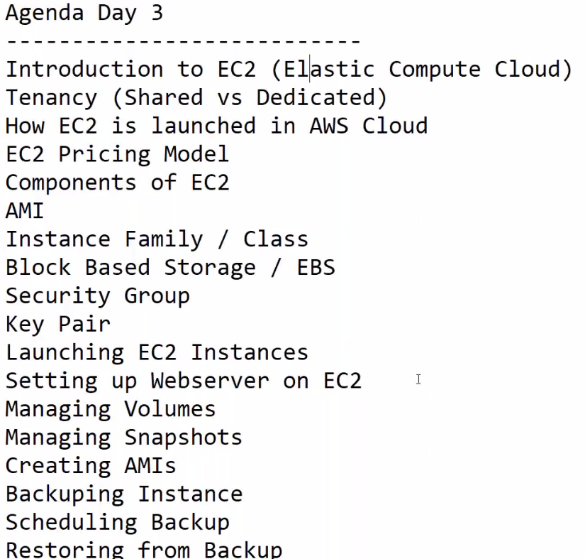 Agenda Day 3
---------------------------
Introduction to EC2 (Elastic Compute Cloud)
Tenancy (Shared vs Dedicated)
How EC2 is launched in AWS Cloud
EC2 Pricing Model
Components of EC2
AMI
Instance Family / Class
Block Based Storage / EBS
Security Group
Key Pair
Launching EC2 Instances
Setting up Webserver on EC2
Managing Volumes
Managing Snapshots
Creating AMIs
Backuping Instance
Scheduling Backup
Restoring from Backup